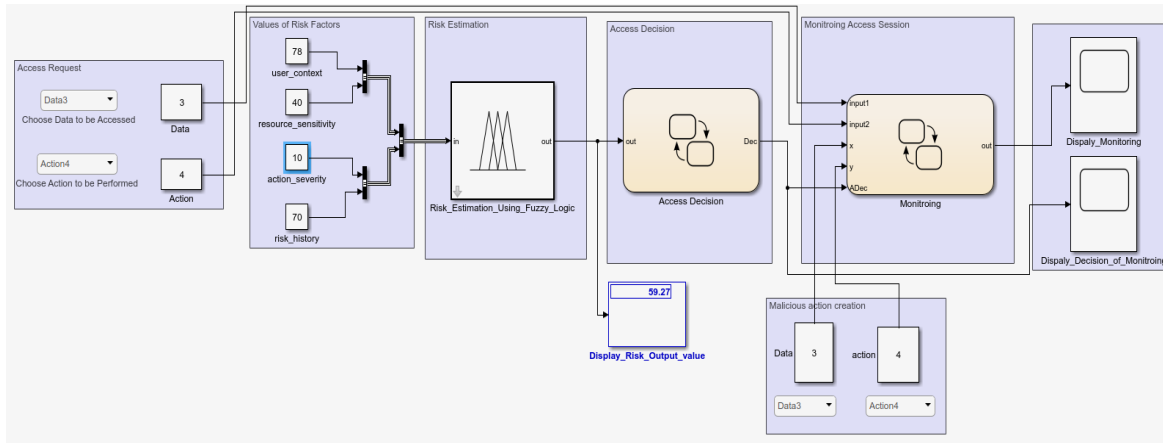 Access Request
Data3
Choose Data to be Accessed
3
Data
Action4
Choose Action to be Performed
4
Action
Values of Risk Factors
78
user_context
40
resource_sensitivity
10
action_severity
70
risk_history
Risk Estimation
in
out
Risk_Estimation_Using_Fuzzy_Logic
59.27
Display_Risk_Output_value
Access Decision
out
Dec
Access Decision
Monitroing Access Session
input1
input2
x
y
ADec
out
Monitroing
Dispaly_Monitoring
Dispaly_Decision_of_Monitroing
Malicious action creation
Data
3
action
4
Data3
Action4